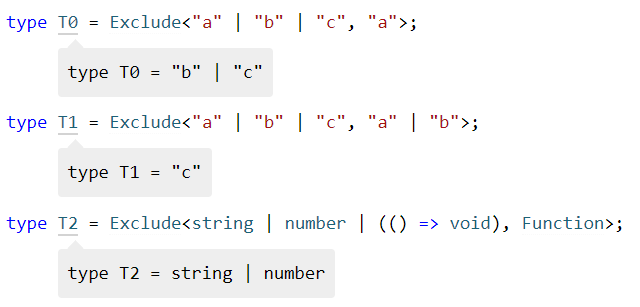 type T0 = Exclude<"a" | "b" | "c", "a">;
type T0 = "b" | "c"
type T1 = Exclude<"a" | "b" | "c", "a" | "b">;
type T1 = "c"
type T2 = Exclude<string | number | (() => void), Function>;
type T2 = string | number